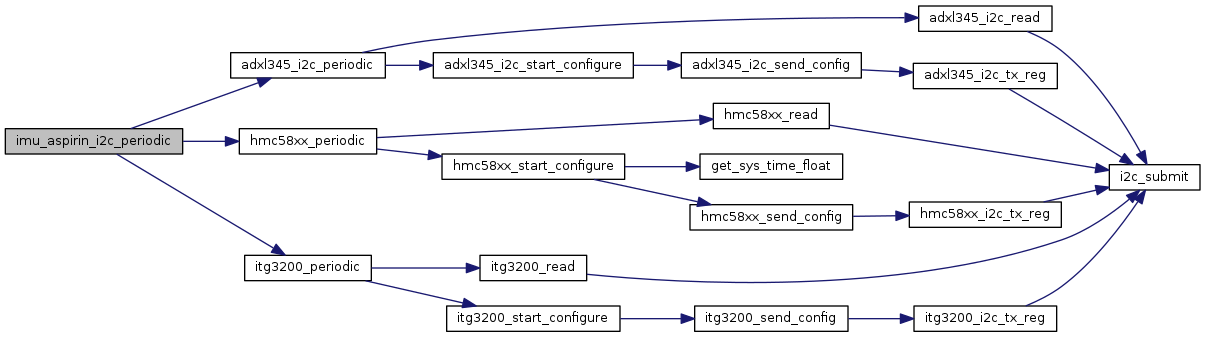 imu_aspirin_i2c_periodic
adxl345_i2c_periodic
adxl345_i2c_read
adxl345_i2c_start_configure
adxl345_i2c_send_config
adxl345_i2c_tx_reg
hmc58xx_periodic
hmc58xx_read
hmc58xx_start_configure
get_sys_time_float
i2c_submit
hmc58xx_send_config
hmc58xx_i2c_tx_reg
itg3200_periodic
itg3200_read
itg3200_start_configure
itg3200_send_config
itg3200_i2c_tx_reg